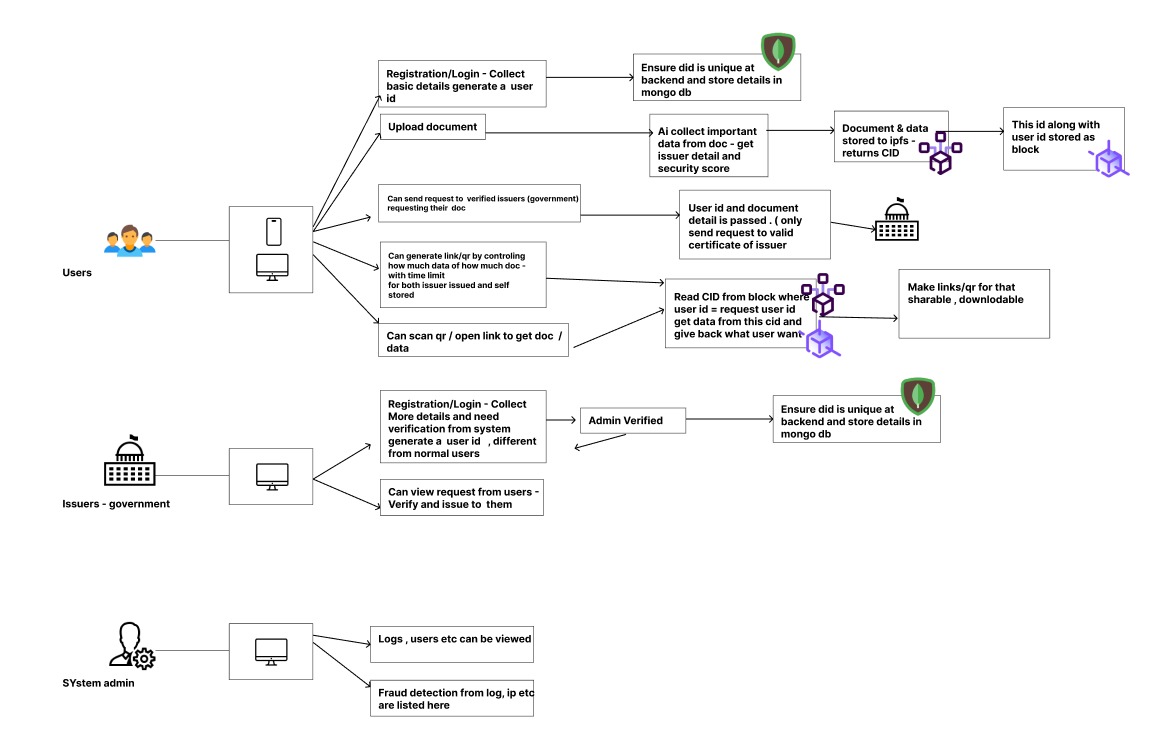 Registration/Login - Collect
basic details generate a user
id
Ensure did is unique at
backend and store details in
mongo db
Upload document
Ai collect important
data from doc - get
issuer detail and
security score
Document & data
stored to ipfs -
returns CID
This id along with
user id stored as
block
Can send request to verified issuers (government)
requesting their doc
User id and document
detail is passed . ( only
send request to valid
certificate of issuer
Users
Can generate link/qr by controling
how much data of how much doc -
with time limit
for both issuer issued and self
stored
Read CID from block where
user id = request user id
get data from this cid and
give back what user want
Make links/qr for that
sharable , downlodable
Can scan qr / open link to get doc /
data
Registration/Login - Collect
More details and need
verification from system
generate a user id , different
from normal users
Admin Verified
Ensure did is unique at
backend and store details in
mongo db
Issuers - government
Can view request from users -
Verify and issue to them
SYstem admin
Logs , users etc can be viewed
Fraud detection from log, ip etc
are listed here